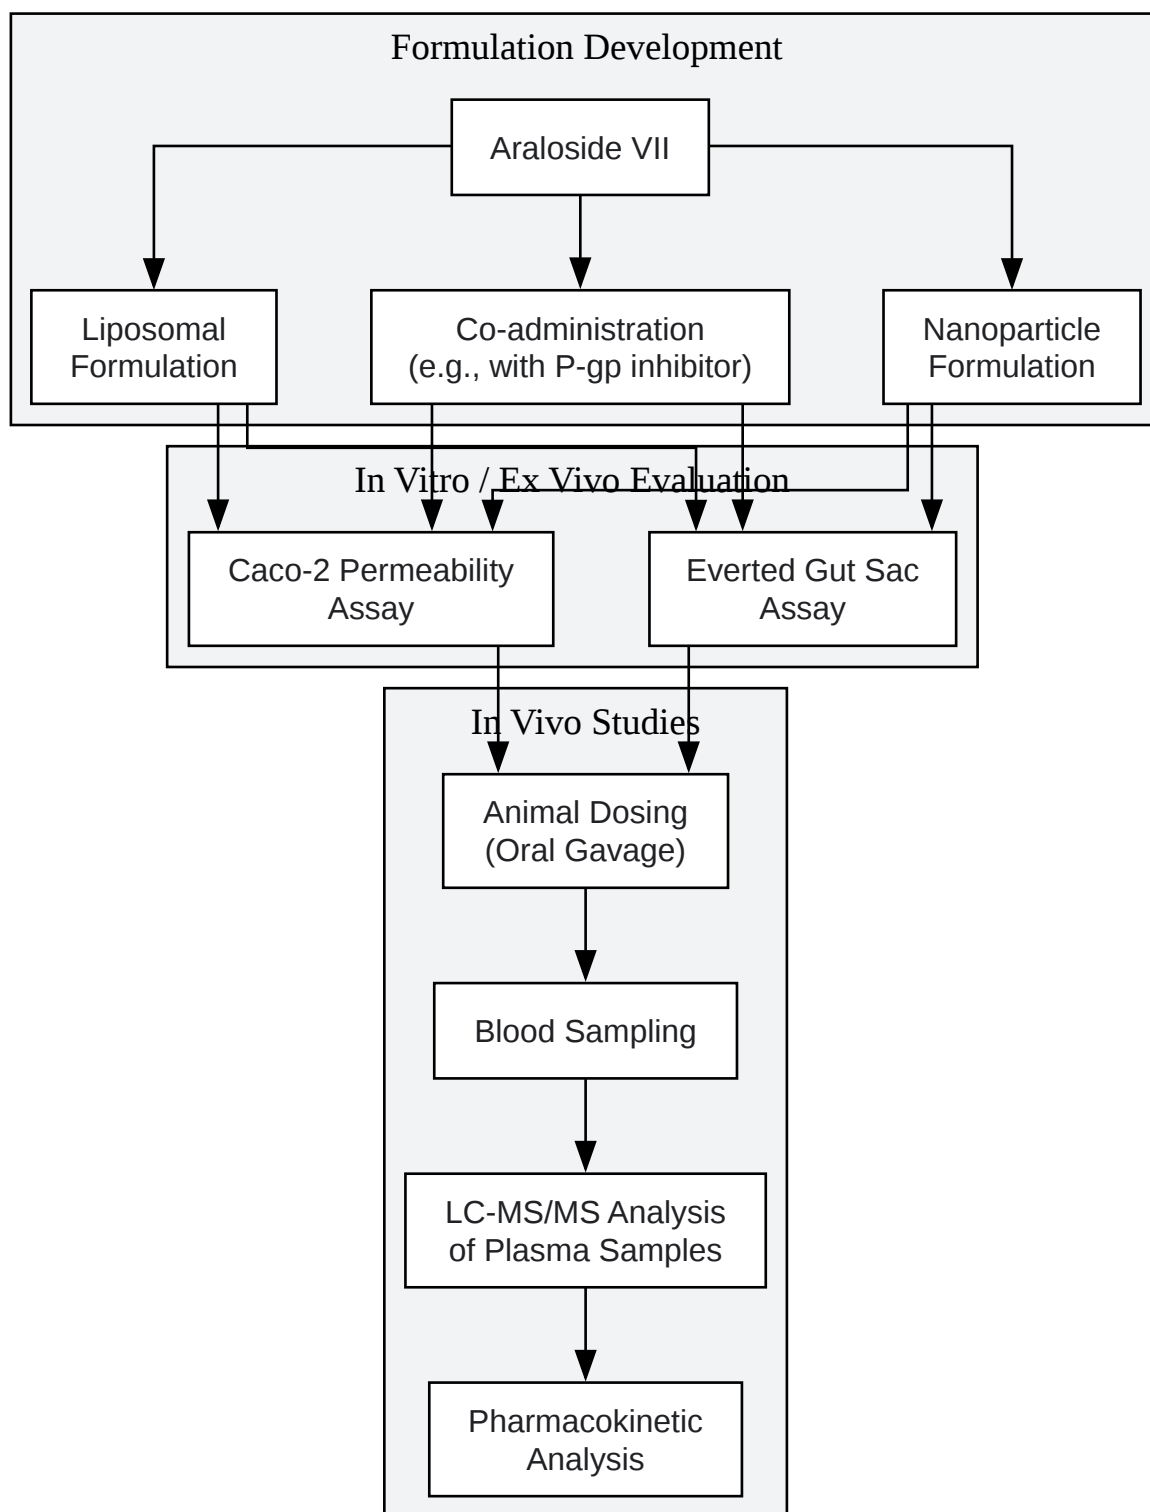 Formulation Development
Araloside VII
Liposomal
Formulation
Co-administration
(e.g., with P-gp inhibitor)
Nanoparticle
Formulation
In Vitro / Ex Vivo Evaluation
Caco-2 Permeability
Assay
Everted Gut Sac
Assay
In Vivo Studies
Animal Dosing
(Oral Gavage)
Blood Sampling
LC-MS/MS Analysis
of Plasma Samples
Pharmacokinetic
Analysis